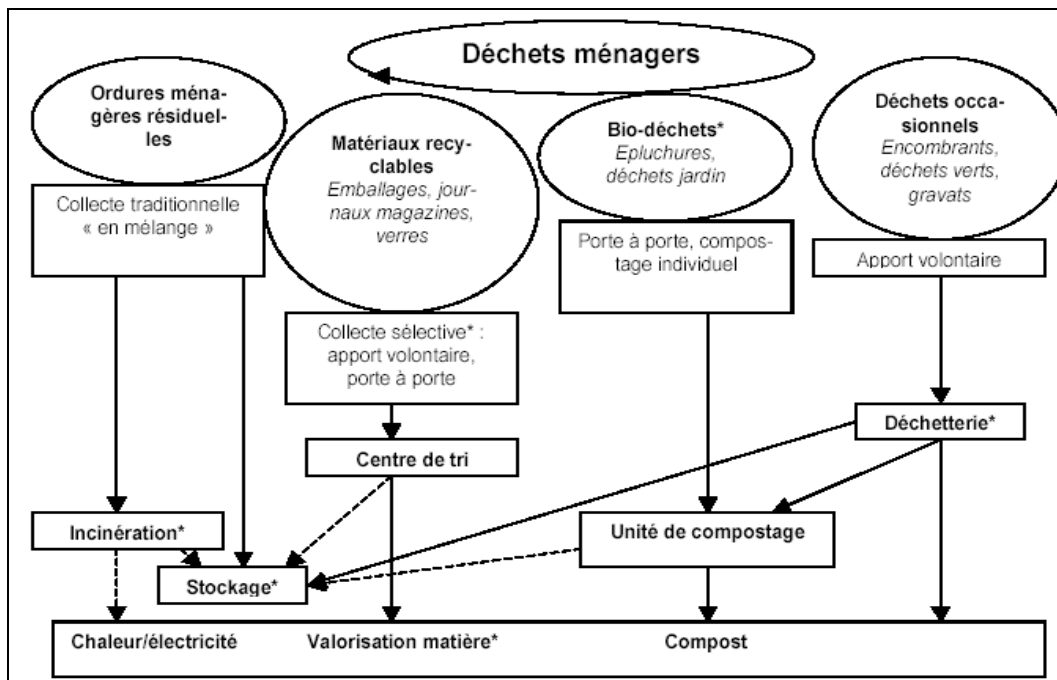 Déchets ménagers
Ordures ména-
gères résiduel-
les
Collecte traditionnelle
« en mélange »
Matériaux recy-
clables
Emballages, jour-
naux magazines,
verres
Collecte sélective* :
apport volontaire,
porte à porte
Bio-déchets*
Epluchures,
déchets jardin
Porte à porte, compos-
tage individuel
Déchets occa-
sionnels
Encombrants,
déchets verts,
gravats
Apport volontaire
Déchetterie*
Centre de tri
Incinération*
Unité de compostage
Stockage*
Chaleur/électricité
Valorisation matière*
Compost